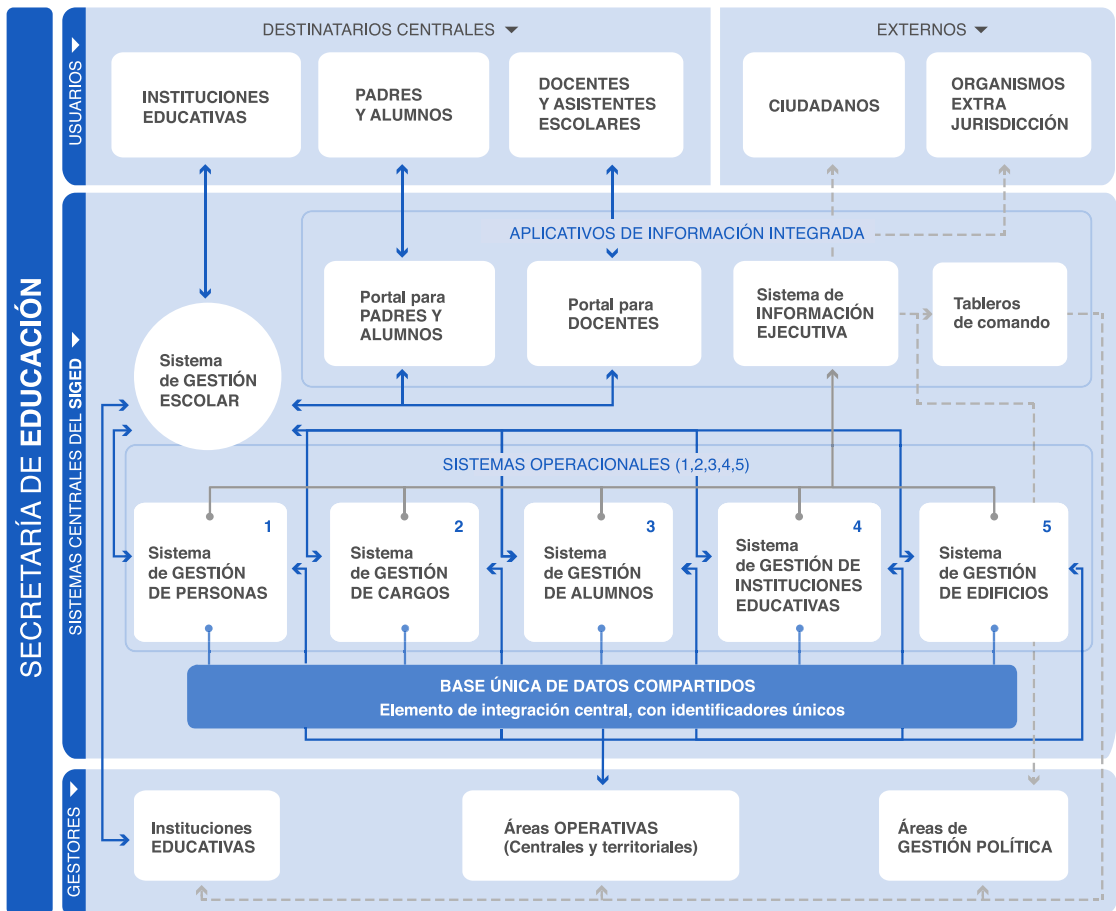 SECRETARÍA DE EDUCACIÓN
USUARIOS
DESTINATARIOS CENTRALES
EXTERNOS
INSTITUCIONES
EDUCATIVAS
PADRES
Y ALUMNOS
DOCENTES
Y ASISTENTES
ESCOLARES
CIUDADANOS
ORGANISMOS
EXTRA
JURISDICCIÓN
SISTEMAS CENTRALES DEL SIGED
APLICATIVOS DE INFORMACIÓN INTEGRADA
Portal para
PADRES Y
ALUMNOS
Portal para
DOCENTES
Sistema de
INFORMACIÓN
EJECUTIVA
Tableros
de comando
Sistema
de GESTIÓN
ESCOLAR
SISTEMAS OPERACIONALES (1,2,3,4,5)
1
Sistema
de GESTIÓN
DE PERSONAS
2
Sistema
de GESTIÓN
DE CARGOS
3
Sistema
de GESTIÓN
DE ALUMNOS
4
Sistema
de GESTIÓN DE
INSTITUCIONES
EDUCATIVAS
5
Sistema
de GESTIÓN
DE EDIFICIOS
BASE ÚNICA DE DATOS COMPARTIDOS
Elemento de integración central, con identificadores únicos
GESTORES
Instituciones
EDUCATIVAS
Áreas OPERATIVAS
(Centrales y territoriales)
Áreas de
GESTIÓN POLÍTICA